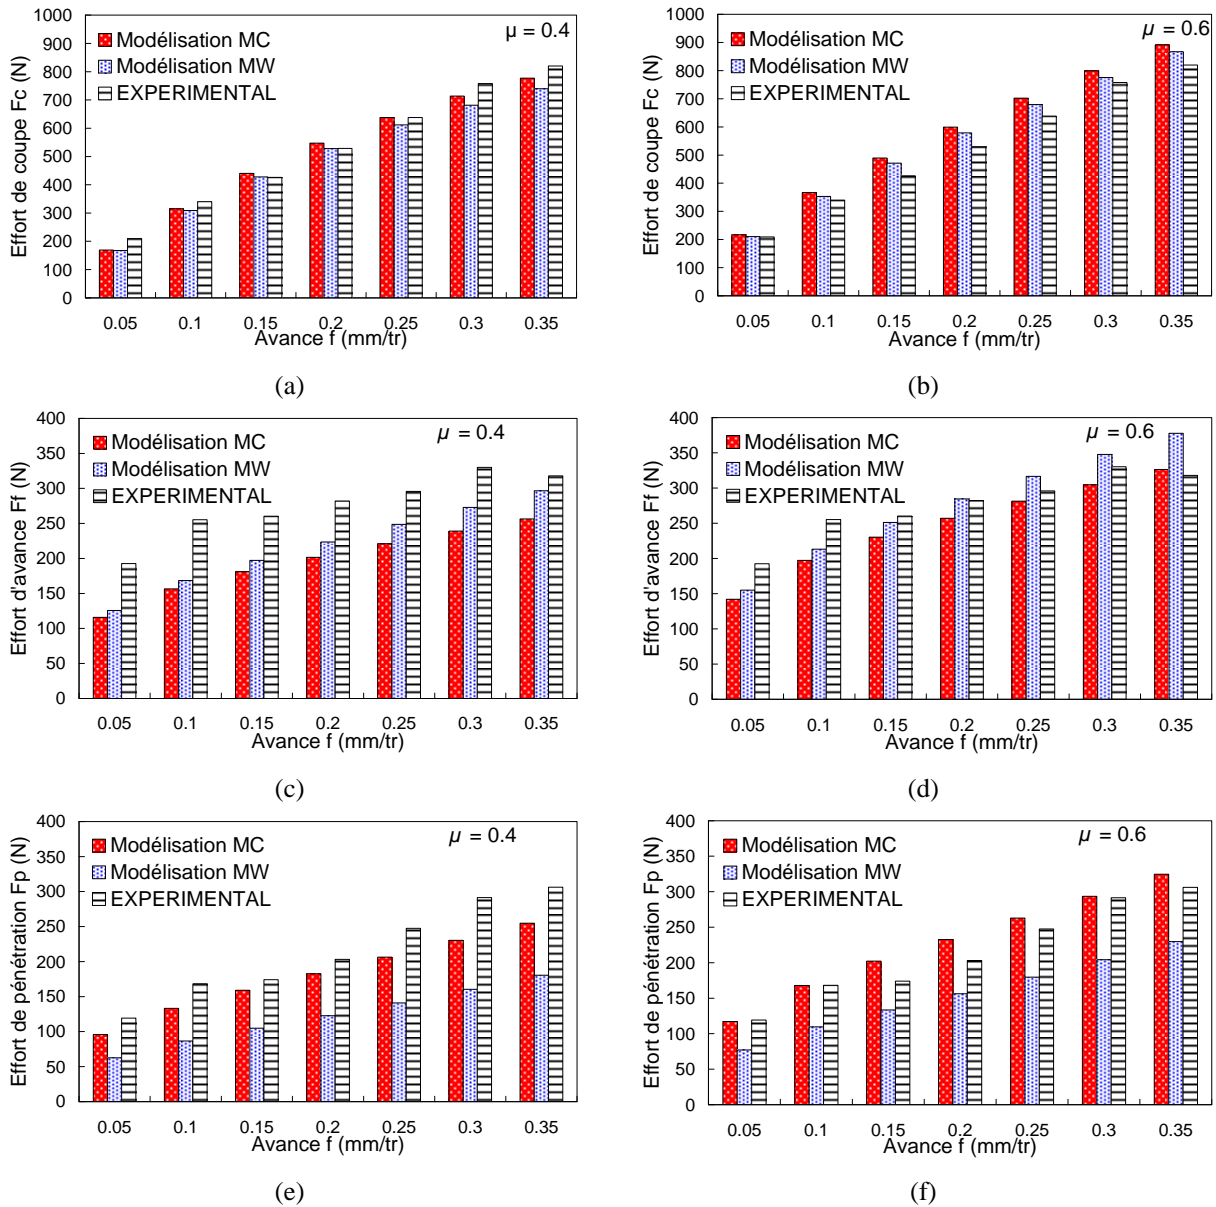 1000
900
800
700
600
500
400
300
200
100
0
Effort de coupe Fc (N)
Modélisation MC
Modélisation MW
EXPERIMENTAL
µ = 0.4
0.05 0.1 0.15 0.2 0.25 0.3 0.35
Avance f (mm/tr)
(a)
1000
900
800
700
600
500
400
300
200
100
0
Effort de coupe Fc (N)
Modélisation MC
Modélisation MW
EXPERIMENTAL
µ = 0.6
0.05 0.1 0.15 0.2 0.25 0.3 0.35
Avance f (mm/tr)
(b)
400
350
300
250
200
150
100
50
0
Effort d'avance Ff (N)
Modélisation MC
Modélisation MW
EXPERIMENTAL
µ = 0.4
0.05 0.1 0.15 0.2 0.25 0.3 0.35
Avance f (mm/tr)
(c)
400
350
300
250
200
150
100
50
0
Effort d'avance Ff (N)
Modélisation MC
Modélisation MW
EXPERIMENTAL
µ = 0.6
0.05 0.1 0.15 0.2 0.25 0.3 0.35
Avance f (mm/tr)
(d)
400
350
300
250
200
150
100
50
0
Effort de pénétration Fp (N)
Modélisation MC
Modélisation MW
EXPERIMENTAL
µ = 0.4
0.05 0.1 0.15 0.2 0.25 0.3 0.35
Avance f (mm/tr)
(e)
400
350
300
250
200
150
100
50
0
Effort de pénétration Fp (N)
Modélisation MC
Modélisation MW
EXPERIMENTAL
µ = 0.6
0.05 0.1 0.15 0.2 0.25 0.3 0.35
Avance f (mm/tr)
(f)